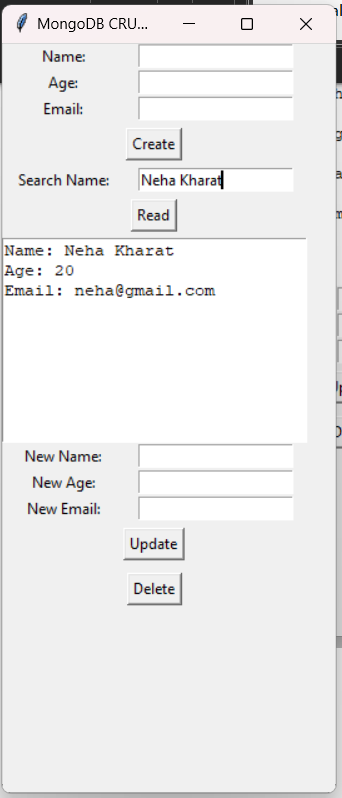 MongoDB CRU...
Name:
Age:
Email:
Create
Search Name: Neha Kharat
Read
Name: Neha Kharat
Age: 20
Email: neha@gmail.com
New Name:
New Age:
New Email:
Update
Delete